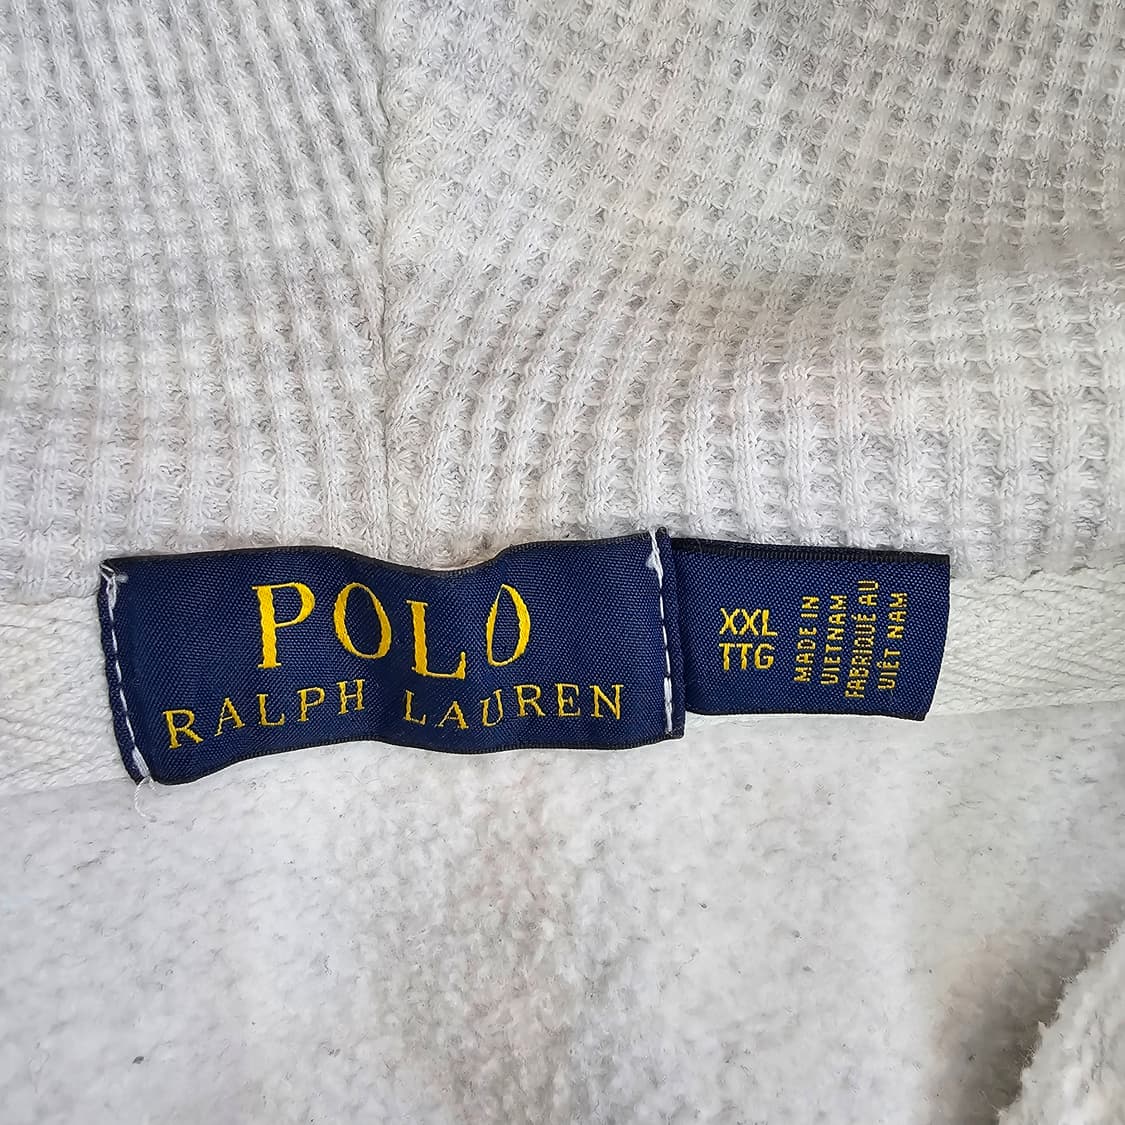 POLO
RALPH LAUREN
XXL
TTG
MADE IN
VIETNAM
FABRIQUÉ AU
VIÊT NAM